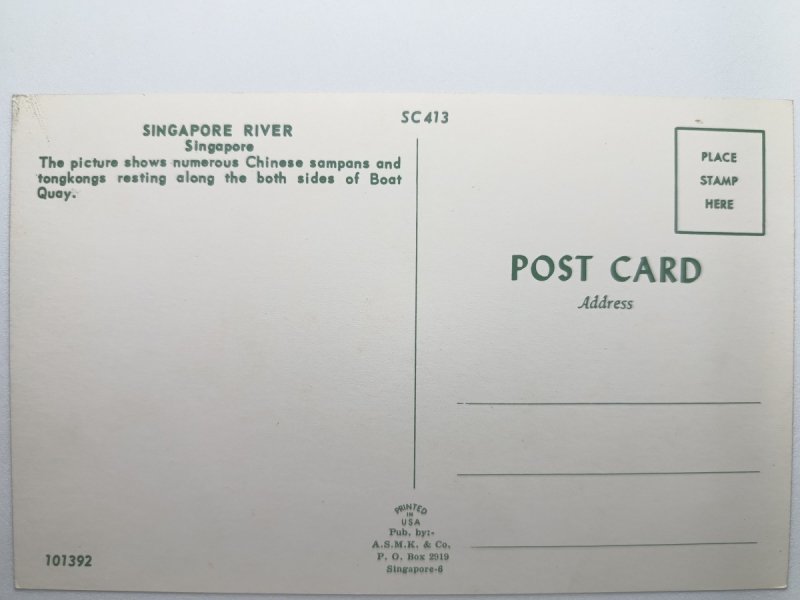 SC413
SINGAPORE RIVER
Singapore
The picture shows numerous Chinese sampans and
tongkongs resting along the both sides of Boat
Quay.
PLACE
STAMP
HERE
POST CARD
Address
PRINTED
IN
USA
Pub. by:-
A.S.M.K. & Co,
P. O. Box 2919
Singapore-6
101392